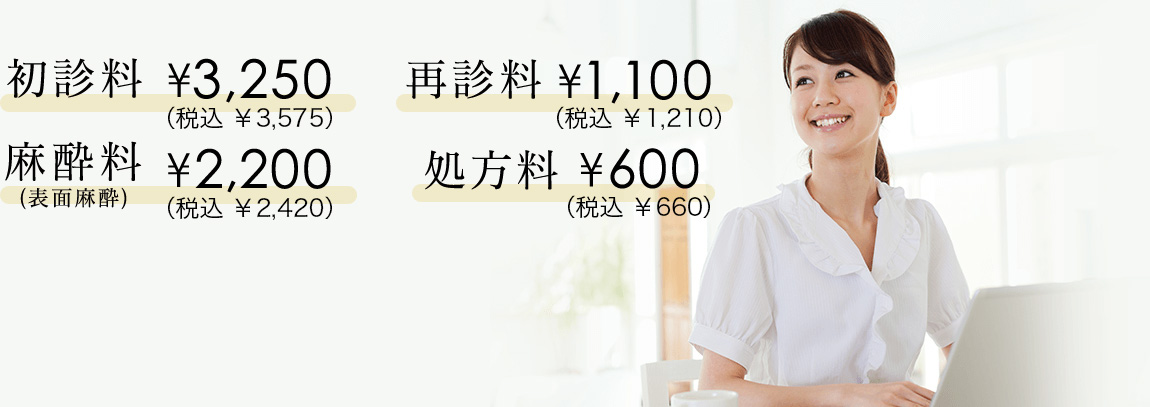 初診料 ¥3,250
(税込 ¥3,575)
再診料 ¥1,100
(税込 ¥1,210)
麻酔料 ¥2,200
(表面麻酔)
(税込 ¥2,420)
処方料 ¥600
(税込 ¥660)